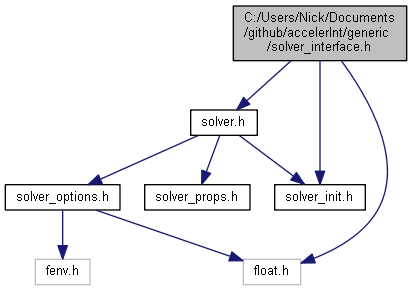 C:/Users/Nick/Documents
/github/accelerInt/generic
/solver_interface.h
solver.h
solver_options.h
solver_props.h
solver_init.h
fenv.h
float.h